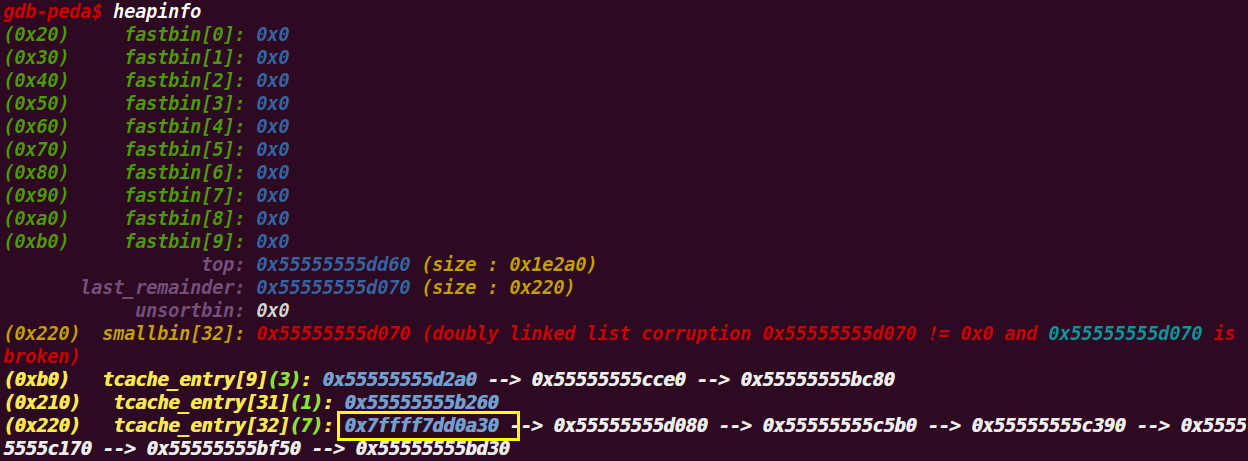 gdb-peda$ heapinfo
(0x20)     fastbin[0]: 0x0
(0x30)     fastbin[1]: 0x0
(0x40)     fastbin[2]: 0x0
(0x50)     fastbin[3]: 0x0
(0x60)     fastbin[4]: 0x0
(0x70)     fastbin[5]: 0x0
(0x80)     fastbin[6]: 0x0
(0x90)     fastbin[7]: 0x0
(0xa0)     fastbin[8]: 0x0
(0xb0)     fastbin[9]: 0x0
                  top: 0x55555555dd60 (size : 0x1e2a0)
       last_remainder: 0x55555555d070 (size : 0x220)
            unsortbin: 0x0
(0x220)  smallbin[32]: 0x55555555d070 (doubly linked list corruption 0x55555555d070 != 0x0 and 0x55555555d070 is
broken)
(0xb0)   tcache_entry[9](3): 0x55555555d2a0 --> 0x55555555cce0 --> 0x55555555bc80
(0x210)   tcache_entry[31](1): 0x55555555b260
(0x220)   tcache_entry[32](7): 0x7ffff7dd0a30 --> 0x55555555d080 --> 0x55555555c5b0 --> 0x55555555c390 --> 0x5555
5555c170 --> 0x55555555bf50 --> 0x55555555bd30